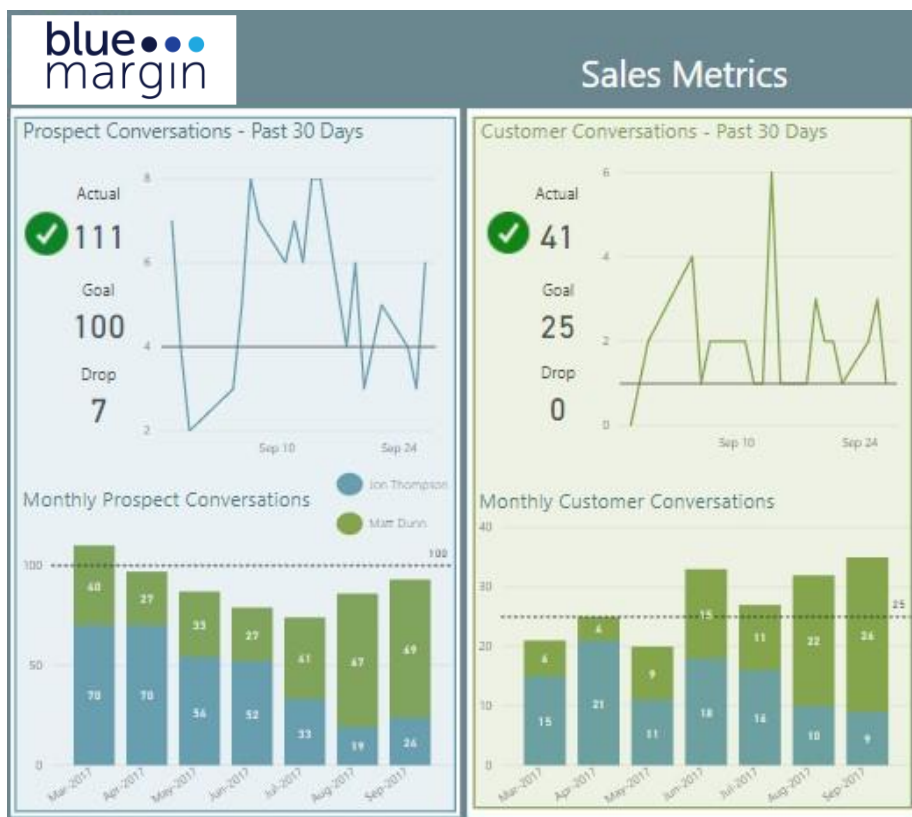 blue
margin
Sales Metrics
Prospect Conversations - Past 30 Days
Actual
111
Goal
100
Drop
7
8
6
4
2
Sep 10
Sep 24
Customer Conversations - Past 30 Days
Actual
41
Goal
25
Drop
0
6
4
2
0
Sep 10
Sep 24
Monthly Prospect Conversations
Jon Thompson
Matt Dunn
100
100
50
0
40
27
33
27
41
67
69
70
70
54
52
33
19
24
Mar-2017
Apr-2017
May-2017
Jun-2017
Jul-2017
Aug-2017
Sep-2017
Monthly Customer Conversations
40
30
20
10
0
25
6
4
9
15
11
22
26
15
21
11
18
16
10
9
Mar-2017
Apr-2017
May-2017
Jun-2017
Jul-2017
Aug-2017
Sep-2017